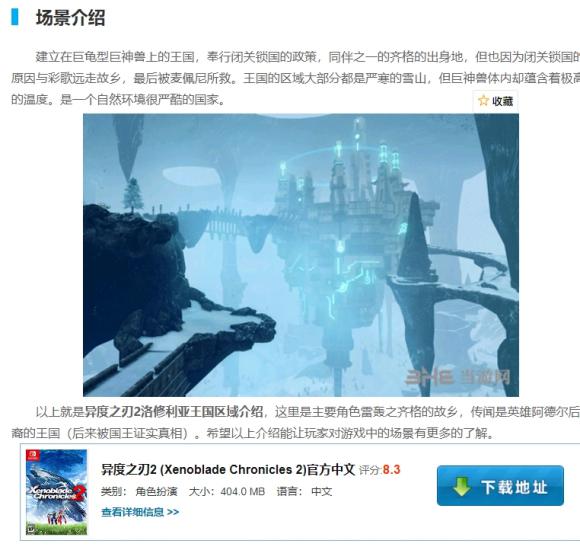 场景介绍
建立在巨龟型巨神兽上的王国，奉行闭关锁国的政策，同伴之一的齐格的出身地，但也因为闭关锁国的
原因与彩歌远走故乡，最后被麦佩尼所救。王国的区域大部分都是严寒的雪山，但巨神兽体内却蕴含着极高
的温度。是一个自然环境很严酷的国家。
收藏
3HE 当游网
以上就是异度之刃2洛修利亚王国区域介绍，这里是主要角色雷轰之齐格的故乡，传闻是英雄阿德尔后
裔的王国（后来被国王证实真相）。希望以上介绍能让玩家对游戏中的场景有更多的了解。
Xenoblade
Chronicles 2
异度之刃2 (Xenoblade Chronicles 2)官方中文 评分:8.3
类别： 角色扮演 大小：404.0 MB 语言： 中文
查看详细信息 >>
下载地址